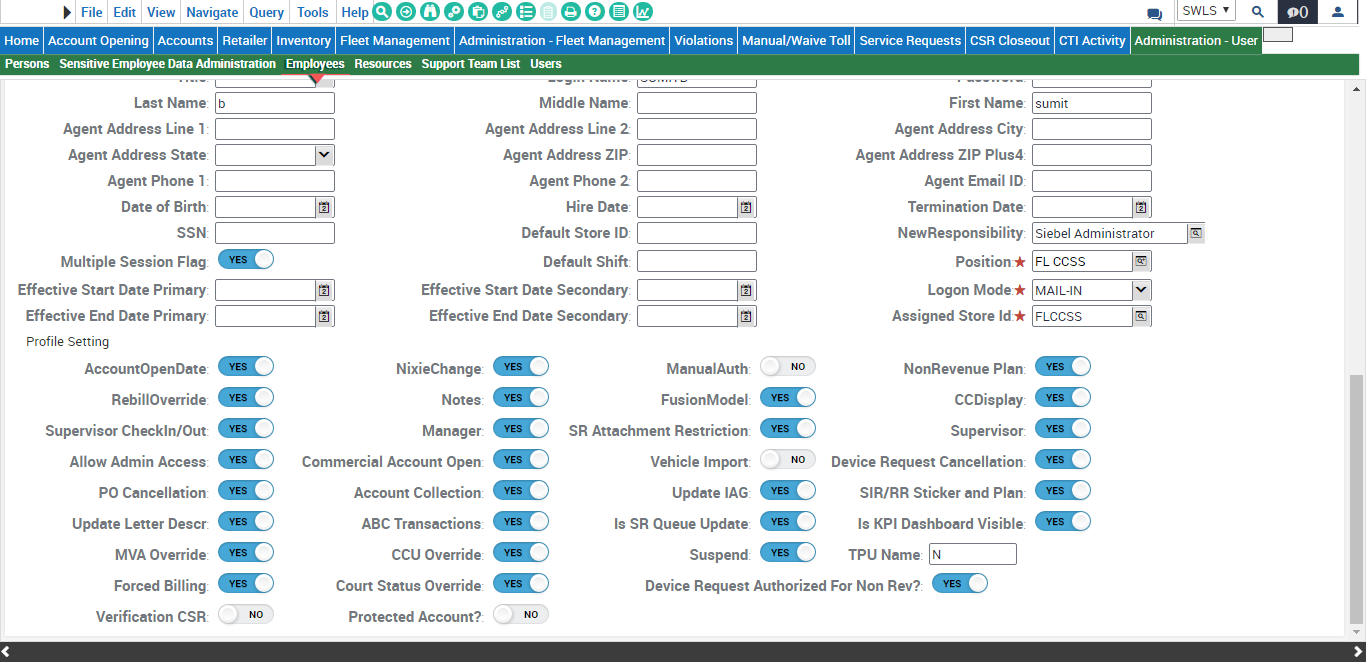 File Edit View Navigate Query Tools Help SWLS 0
Home Account Opening Accounts Retailer Inventory Fleet Management Administration - Fleet Management Violations Manual/Waive Toll Service Requests CSR Closeout CTI Activity Administration - User
Persons Sensitive Employee Data Administration Employees Resources Support Team List Users
Last Name: b Middle Name: First Name: sumit
Agent Address Line 1: Agent Address Line 2: Agent Address City:
Agent Address State: Agent Address ZIP: Agent Address ZIP Plus4:
Agent Phone 1: Agent Phone 2: Agent Email ID:
Date of Birth: Hire Date: Termination Date:
SSN: Default Store ID: NewResponsibility: Siebel Administrator
Multiple Session Flag: YES Default Shift: Position: FL CCSS
Effective Start Date Primary: Effective Start Date Secondary: Logon Mode: MAIL-IN
Effective End Date Primary: Effective End Date Secondary: Assigned Store Id: FLCCSS
Profile Setting
AccountOpenDate: YES NixieChange: YES ManualAuth: NO NonRevenue Plan: YES
RebillOverride: YES Notes: YES FusionModel: YES CCDisplay: YES
Supervisor CheckIn/Out: YES Manager: YES SR Attachment Restriction: YES Supervisor: YES
Allow Admin Access: YES Commercial Account Open: YES Vehicle Import: NO Device Request Cancellation: YES
PO Cancellation: YES Account Collection: YES Update IAG: YES SIR/RR Sticker and Plan: YES
Update Letter Descr: YES ABC Transactions: YES Is SR Queue Update: YES Is KPI Dashboard Visible: YES
MVA Override: YES CCU Override: YES Suspend: YES TPU Name: N
Forced Billing: YES Court Status Override: YES Device Request Authorized For Non Rev?: YES
Verification CSR: NO Protected Account?: NO